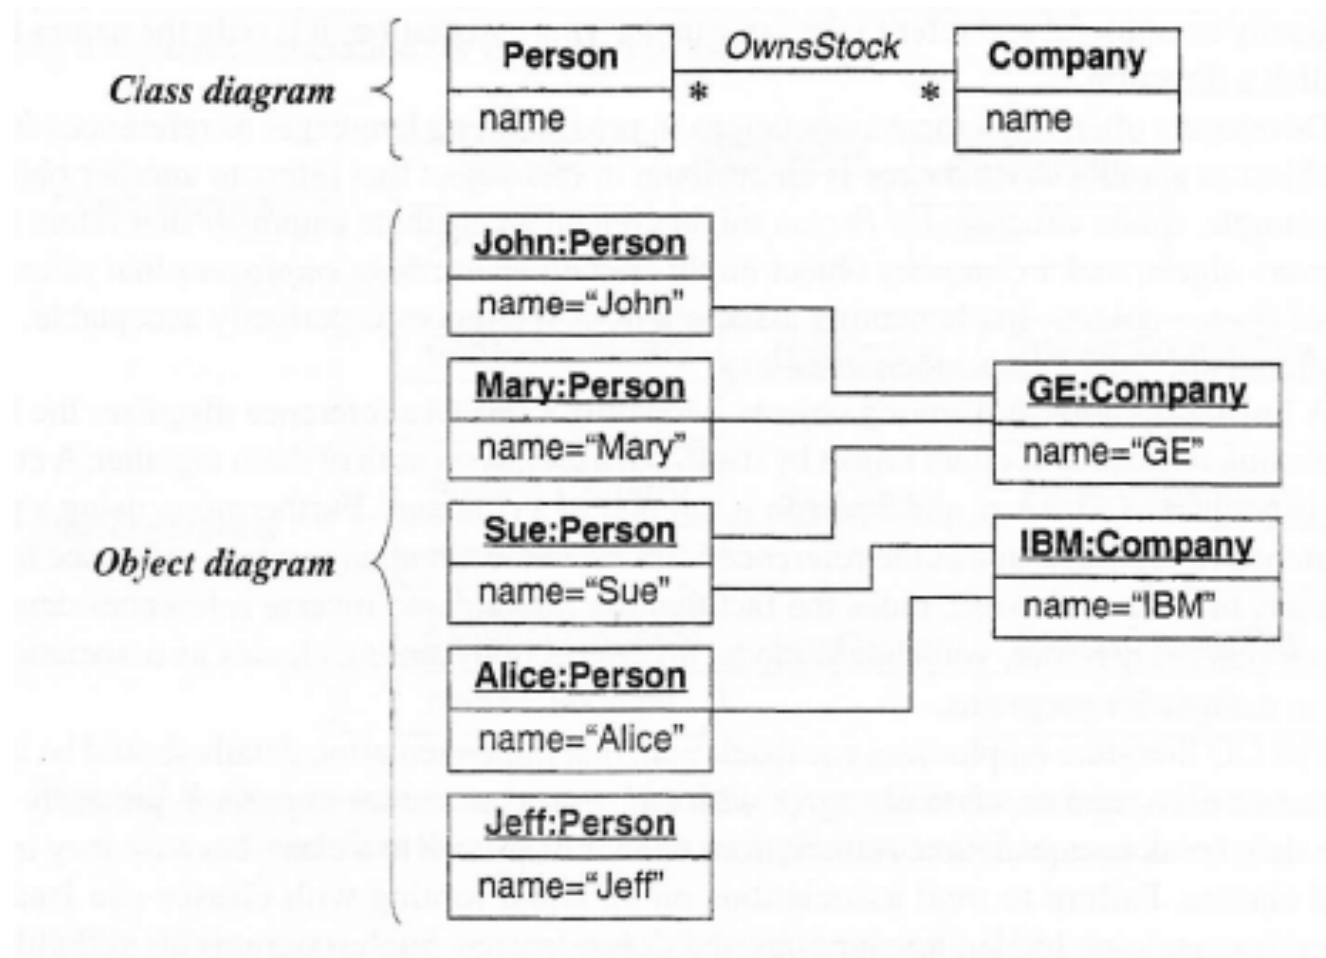 Class diagram
Person
name
OwnsStock
*
*
Company
name
Object diagram
John:Person
name=“John”
Mary:Person
name=“Mary”
Sue:Person
name=“Sue”
Alice:Person
name=“Alice”
Jeff:Person
name=“Jeff”
GE:Company
name=“GE”
IBM:Company
name=“IBM”